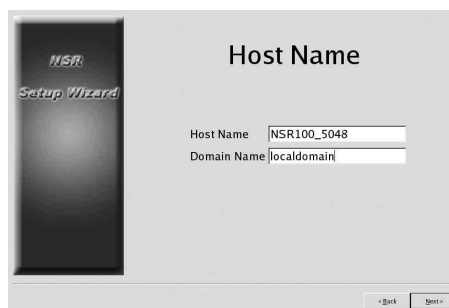 NSR
Setup Wizard
Host Name
Host Name NSR100_5048
Domain Name localdomain
< Back Next >